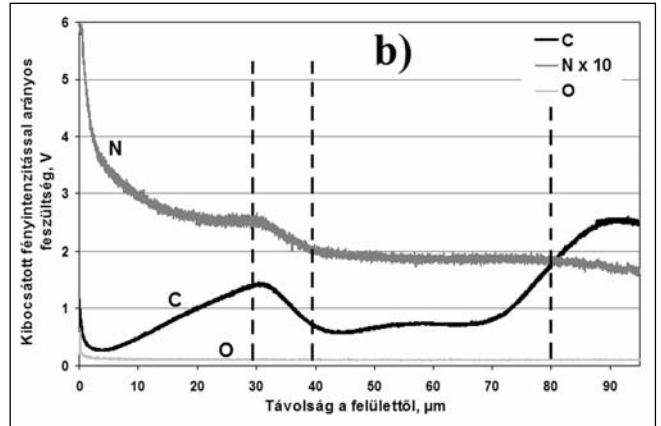 b)
C
N x 10
O
Kibocsátott fényintenzitással arányos
feszültség, V
6
5
4
3
2
1
0
N
C
O
0 10 20 30 40 50 60 70 80 90
Távolság a felülettől, µm